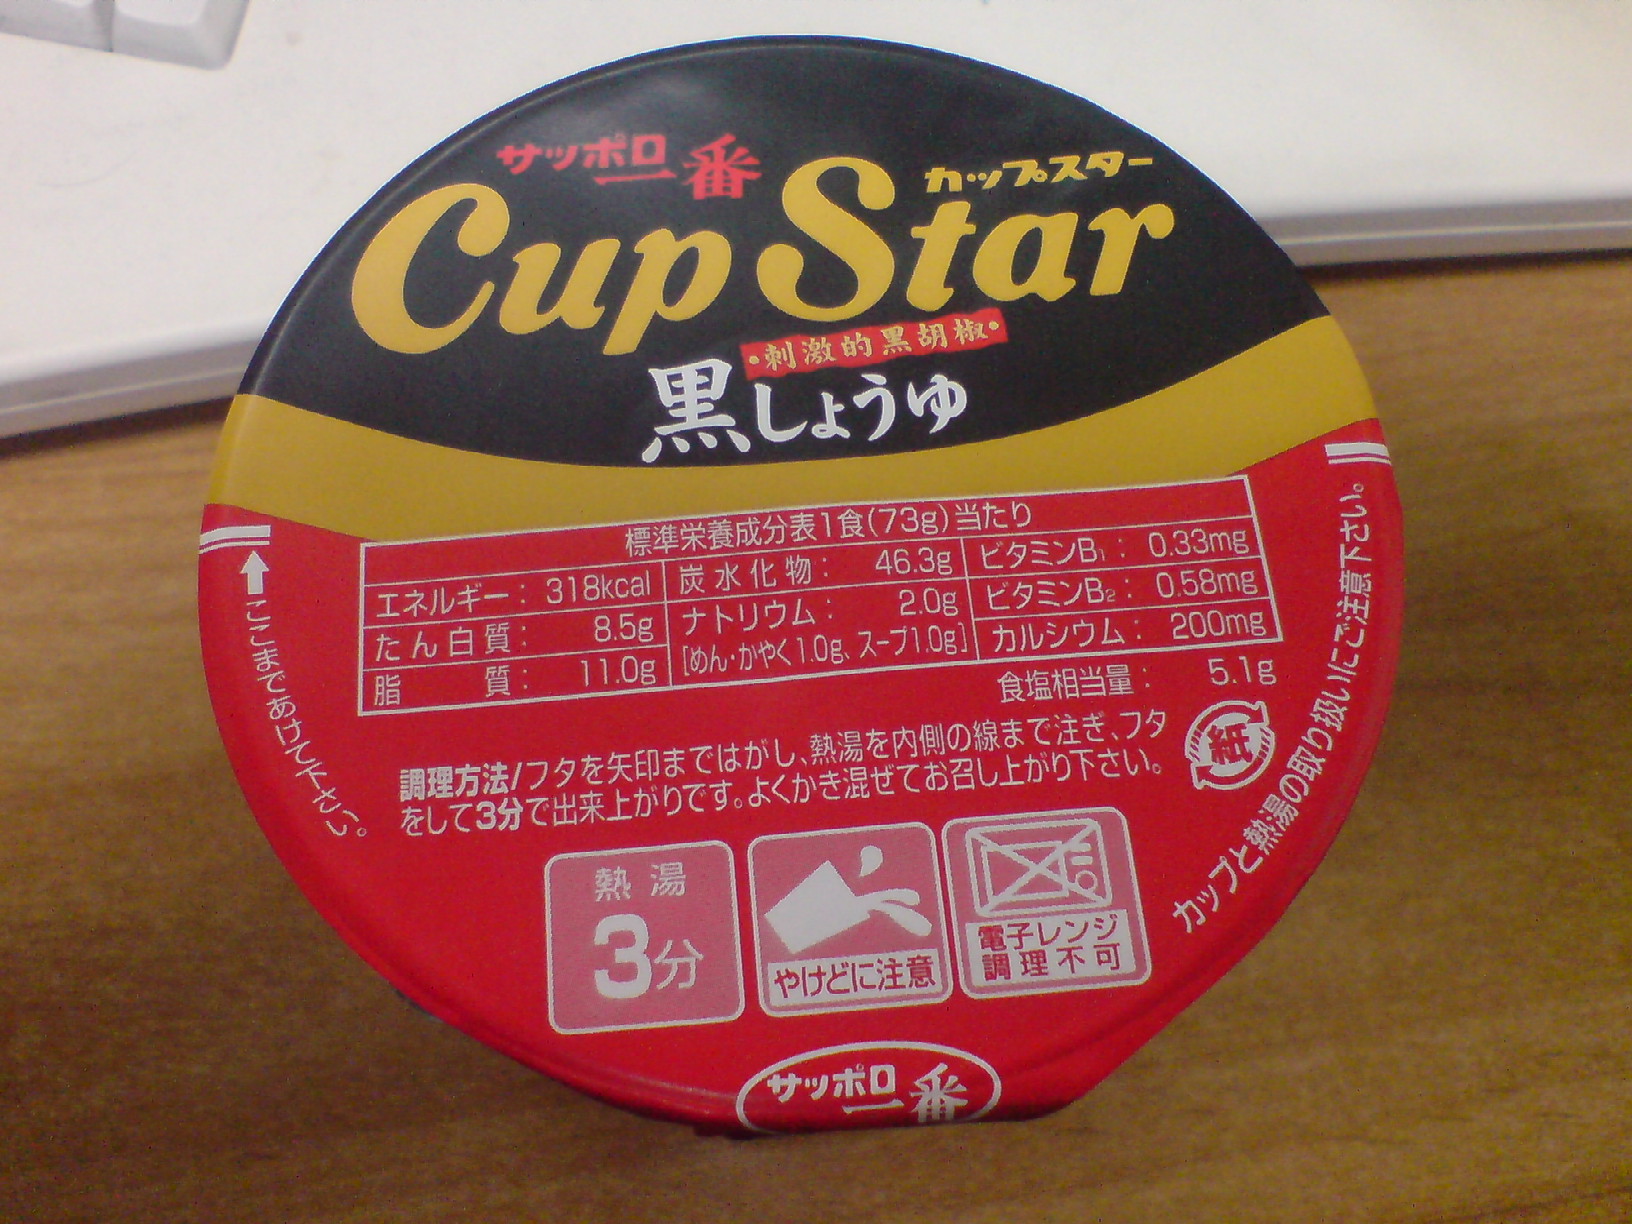 サッポロ一番
カップスター
Cup Star
・刺激的黒胡椒・
黒しょうゆ
標準栄養成分表1食(73g)当たり
エネルギー： 318kcal
たん白質： 8.5g
脂質： 11.0g
炭水化物： 46.3g
ナトリウム： 2.0g
[めん・かやく1.0g、スープ1.0g]
ビタミンB1： 0.33mg
ビタミンB2： 0.58mg
カルシウム： 200mg
食塩相当量： 5.1g
ここまであけて下さい。
調理方法/フタを矢印まではがし、熱湯を内側の線まで注ぎ、フタ
をして3分で出来上がりです。よくかき混ぜてお召し上がり下さい。
紙
カップと熱湯の取り扱いにご注意下さい。
熱湯
3分
やけどに注意
電子レンジ
調理不可
サッポロ一番